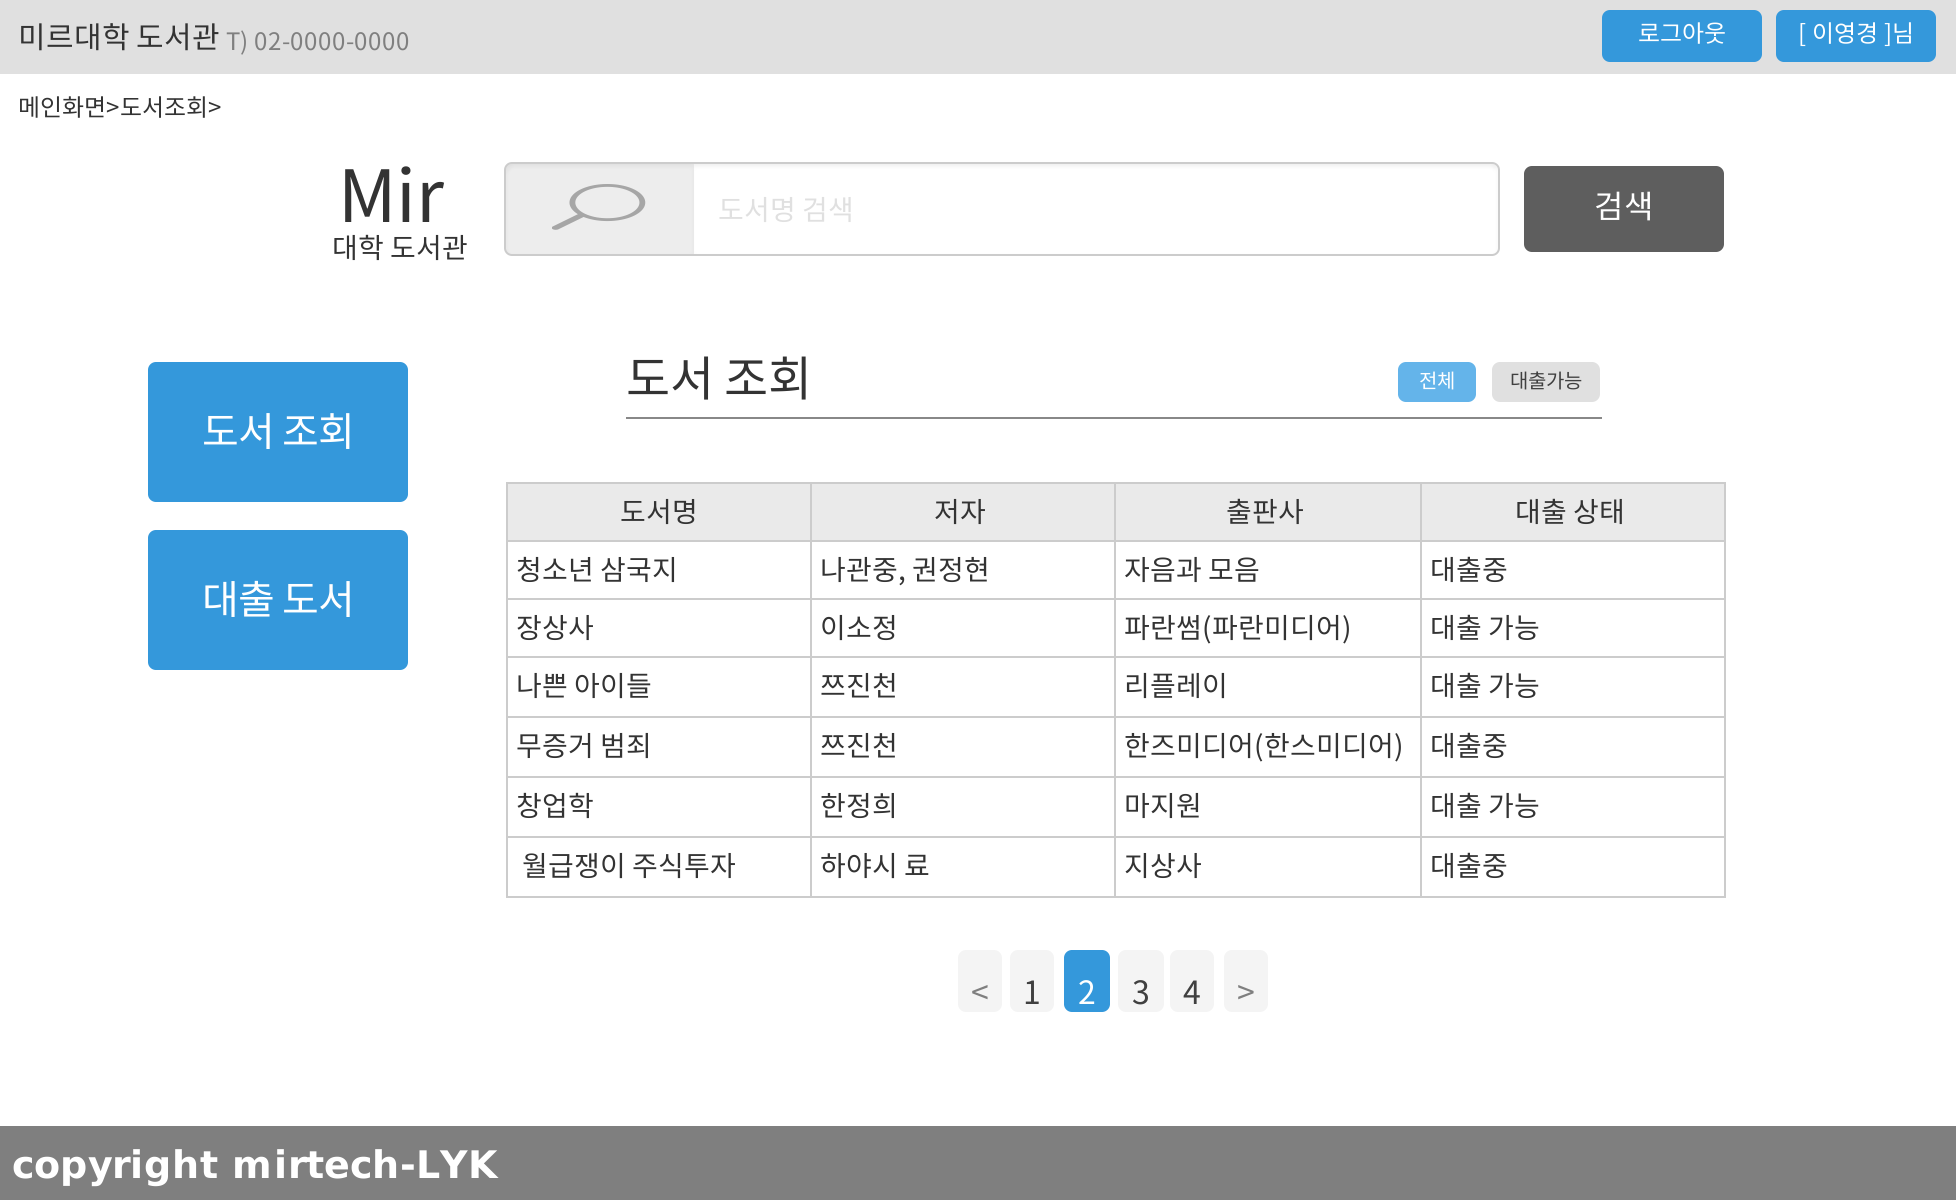 미르대학 도서관 T) 02-0000-0000
로그아웃
[ 이영경 ]님
메인화면>도서조회>
Mir
대학 도서관
도서명 검색
검색
도서 조회
대출 도서
도서 조회
전체
대출가능
도서명 저자 출판사 대출 상태
청소년 삼국지 나관중, 권정현 자음과 모음 대출중
장상사 이소정 파란썸(파란미디어) 대출 가능
나쁜 아이들 쯔진천 리플레이 대출 가능
무증거 범죄 쯔진천 한즈미디어(한스미디어) 대출중
창업학 한정희 마지원 대출 가능
월급쟁이 주식투자 하야시 료 지상사 대출중
< 1 2 3 4 >
copyright mirtech-LYK